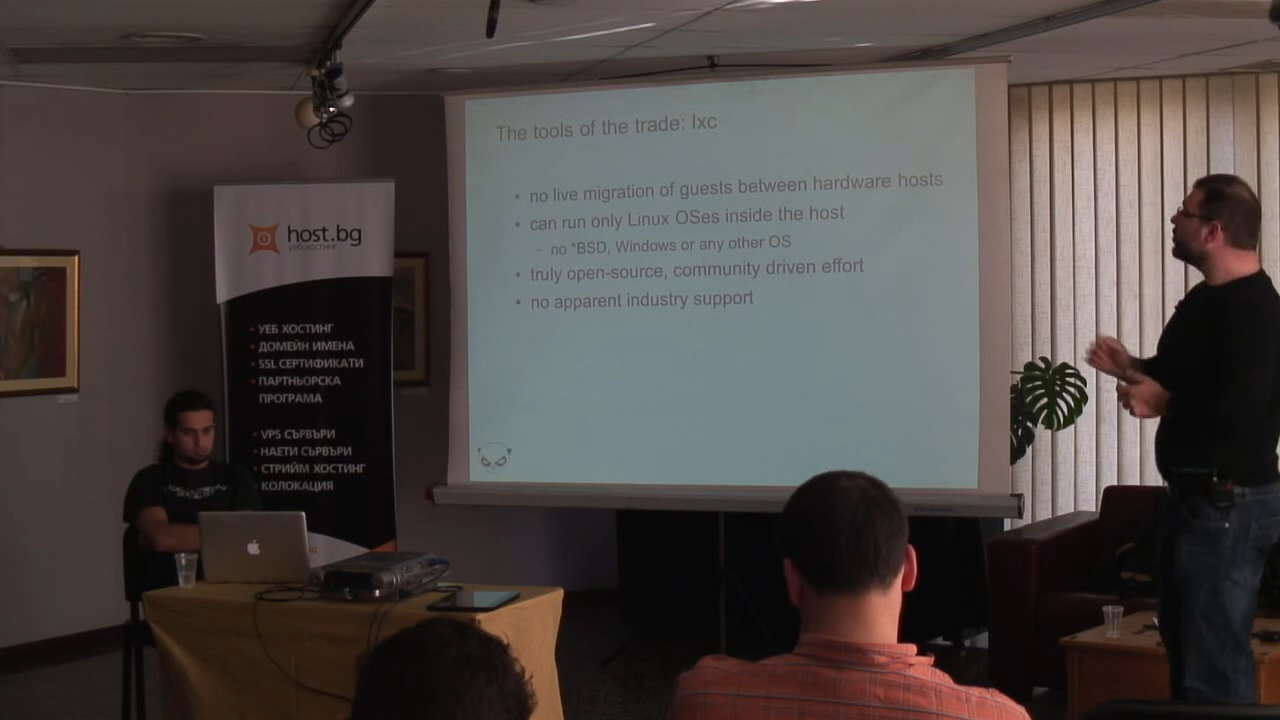 The tools of the trade: lxc
no live migration of guests between hardware hosts
can run only Linux OSes inside the host
no *BSD, Windows or any other OS
truly open-source, community driven effort
no apparent industry support
host.bg
уеб хостинг
УЕБ ХОСТИНГ
ДОМЕЙН ИМЕНА
SSL СЕРТИФИКАТИ
ПАРТНЬОРСКА
ПРОГРАМА
VPS СЪРВЪРИ
НАЕТИ СЪРВЪРИ
СТРИЙМ ХОСТИНГ
КОЛОКАЦИЯ